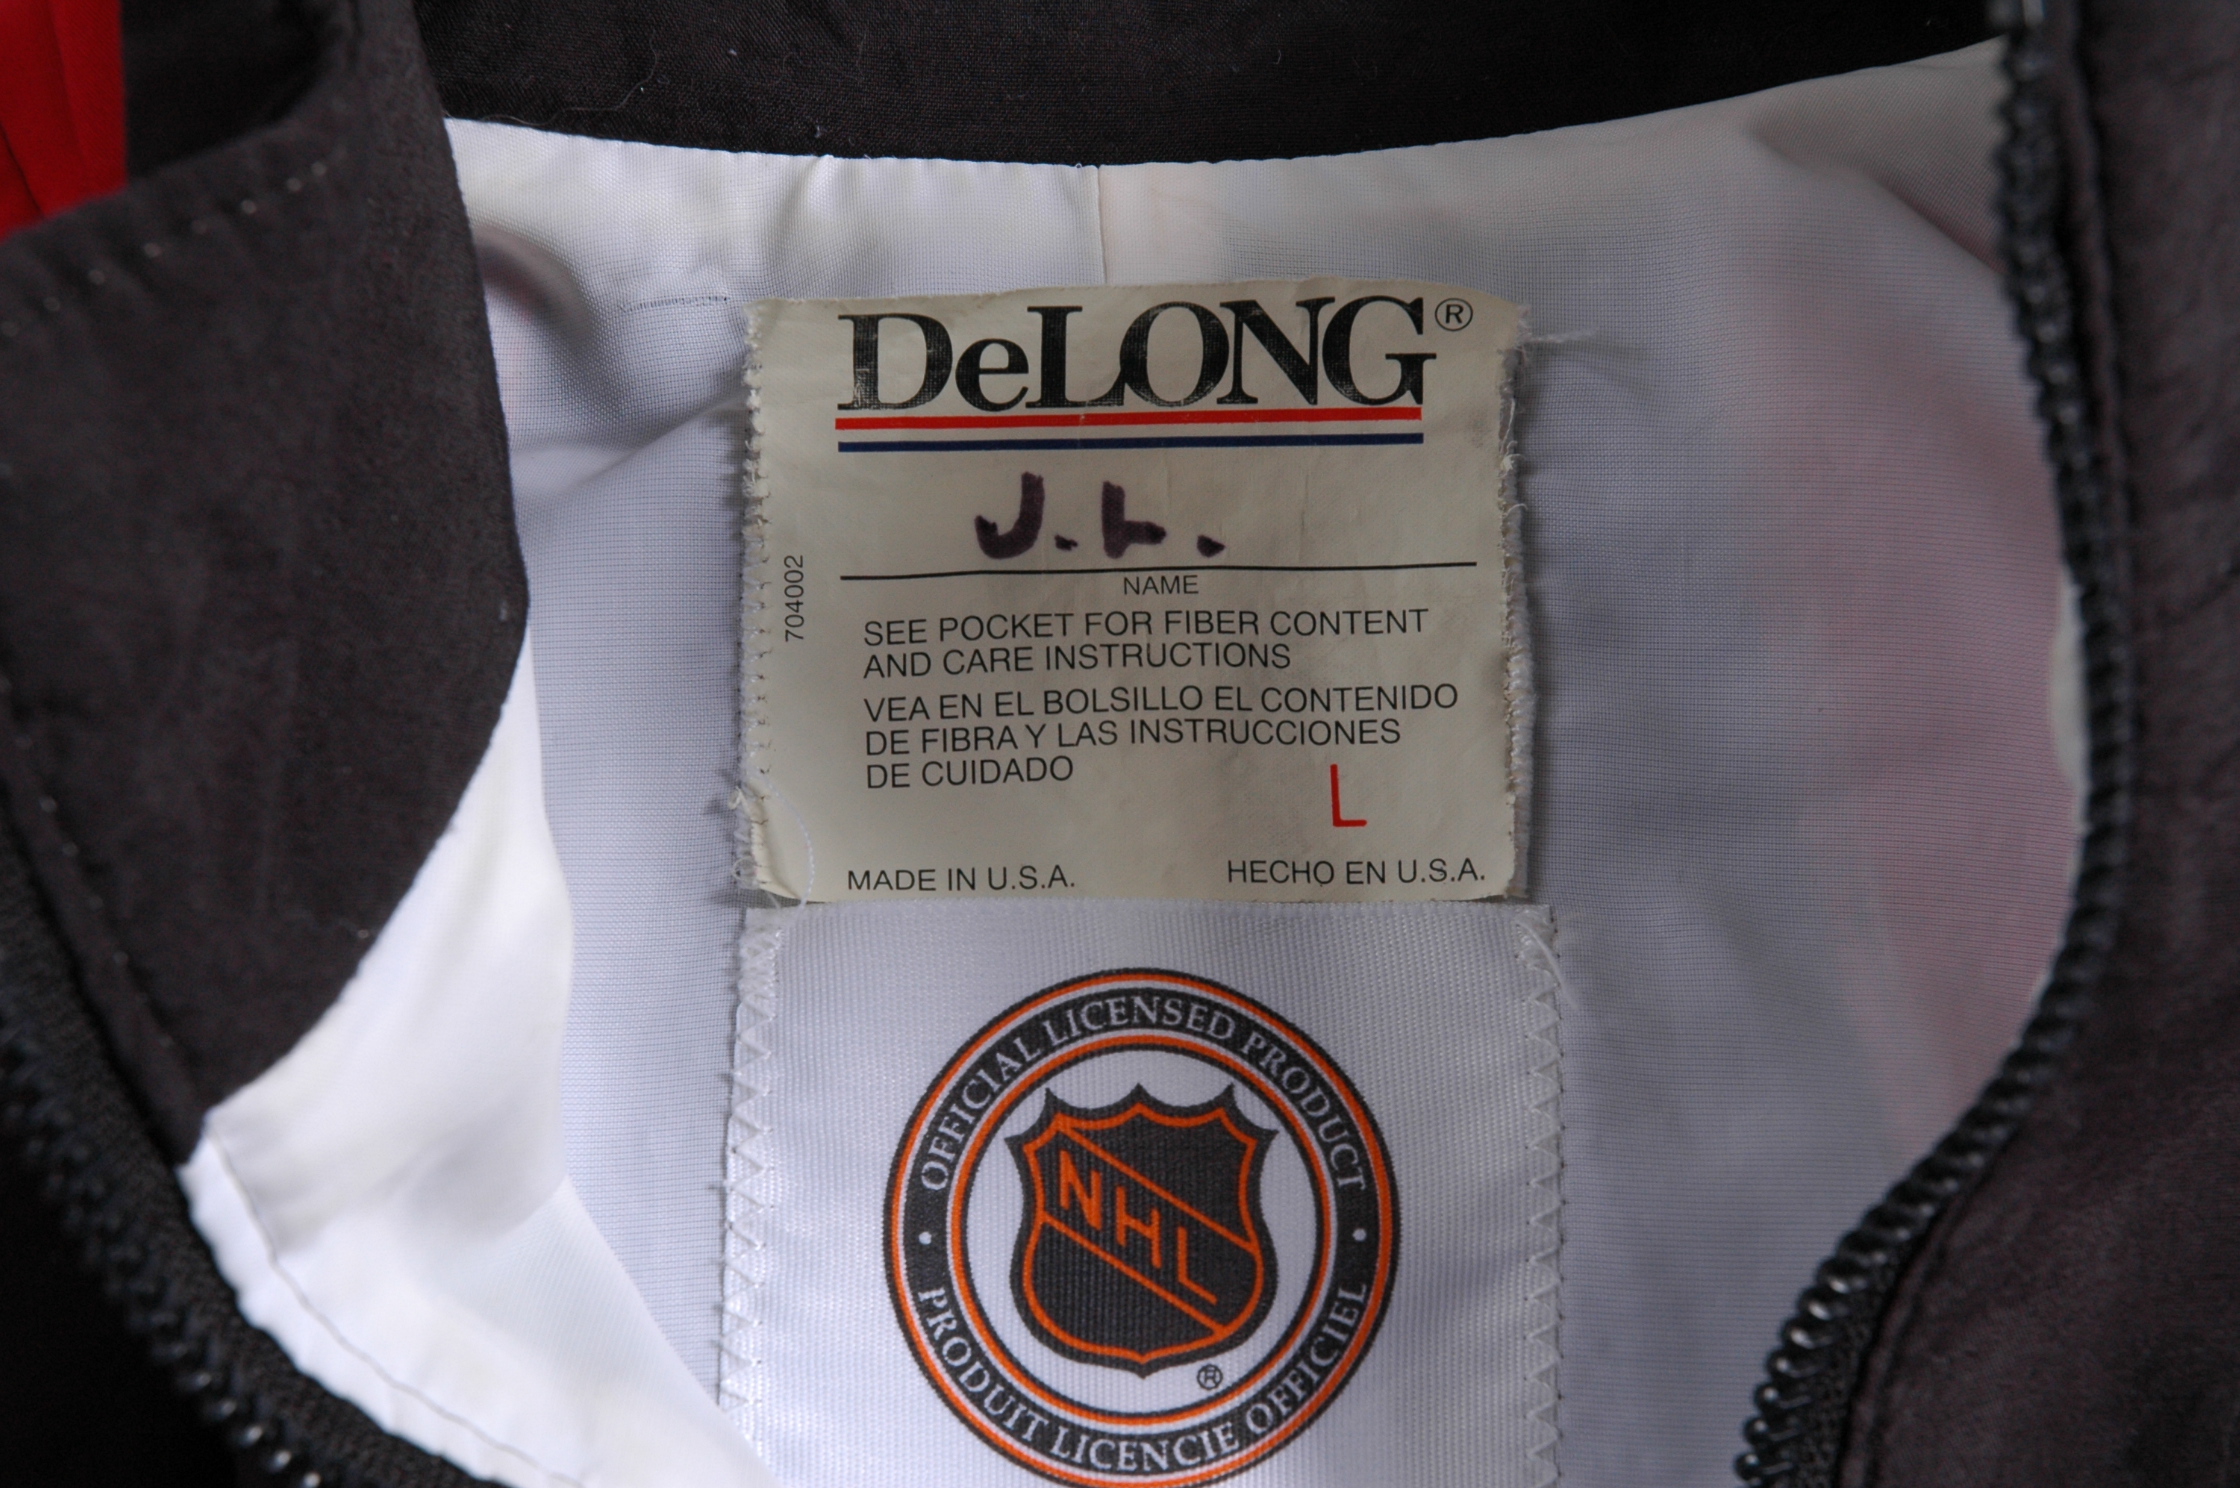 DeLONG®
J.L.
NAME
704002
SEE POCKET FOR FIBER CONTENT
AND CARE INSTRUCTIONS
VEA EN EL BOLSILLO EL CONTENIDO
DE FIBRA Y LAS INSTRUCCIONES
DE CUIDADO
L
MADE IN U.S.A. HECHO EN U.S.A.
OFFICIAL LICENSED PRODUCT
NHL
®
• PRODUIT LICENCIE OFFICIEL •